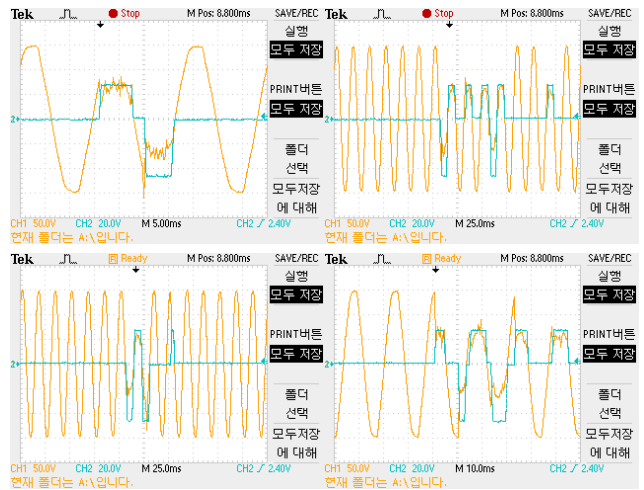 Tek Stop M Pos: 8.800ms SAVE/REC
실행
모두 저장
PRINT버튼
모두 저장
폴더
선택
모두저장
에 대해
2
CH1 50.0V CH2 20.0V M 5.00ms CH2 2.40V
현재 폴더는 A:\입니다.
Tek Stop M Pos: 8.800ms SAVE/REC
실행
모두 저장
PRINT버튼
모두 저장
폴더
선택
모두저장
에 대해
2
CH1 50.0V CH2 20.0V M 25.0ms CH2 2.40V
현재 폴더는 A:\입니다.
Tek R Ready M Pos: 8.800ms SAVE/REC
실행
모두 저장
PRINT버튼
모두 저장
폴더
선택
모두저장
에 대해
2
CH1 50.0V CH2 20.0V M 25.0ms CH2 2.40V
현재 폴더는 A:\입니다.
Tek R Ready M Pos: 8.800ms SAVE/REC
실행
모두 저장
PRINT버튼
모두 저장
폴더
선택
모두저장
에 대해
2
CH1 50.0V CH2 20.0V M 10.0ms CH2 2.40V
현재 폴더는 A:\입니다.